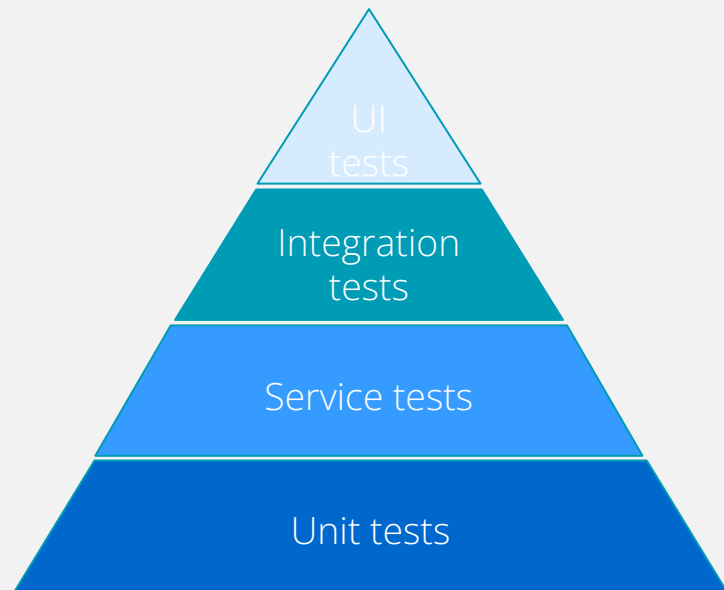 UI
tests
Integration
tests
Service tests
Unit tests